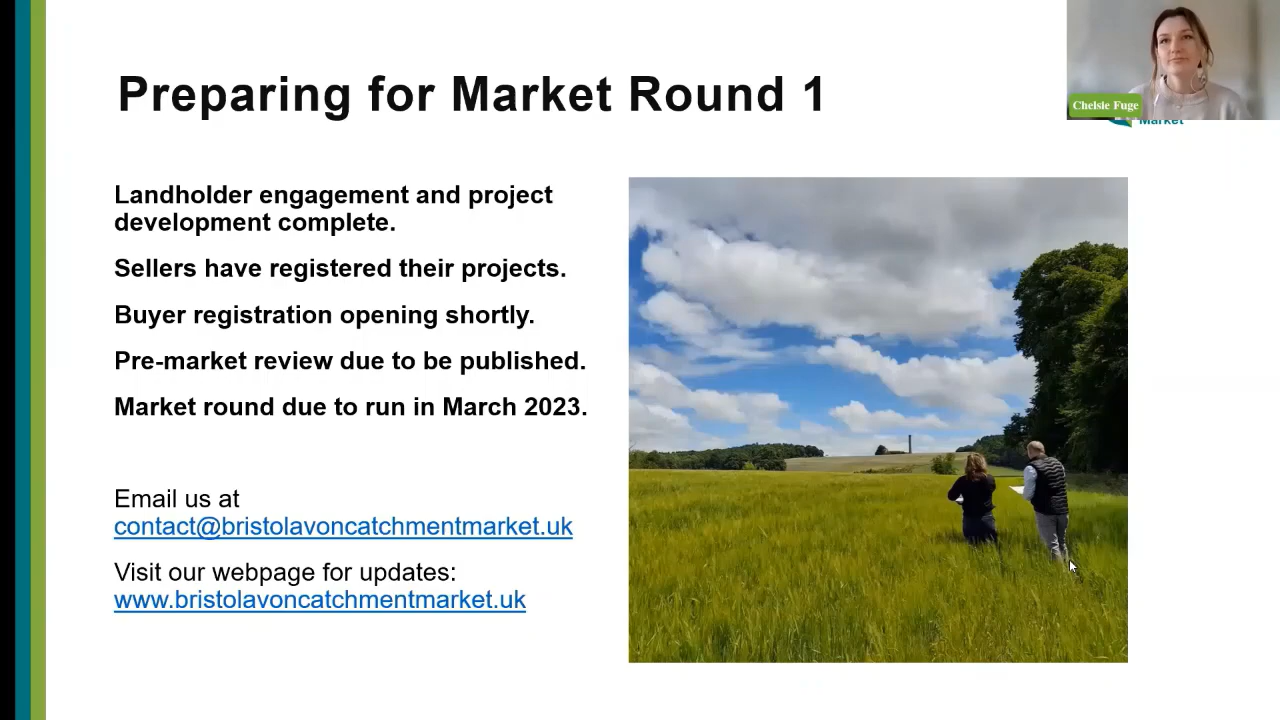 Preparing for Market Round 1
Chelsie Fuge
Market
Landholder engagement and project
development complete.
Sellers have registered their projects.
Buyer registration opening shortly.
Pre-market review due to be published.
Market round due to run in March 2023.
Email us at
contact@bristolavoncatchmentmarket.uk
Visit our webpage for updates:
www.bristolavoncatchmentmarket.uk